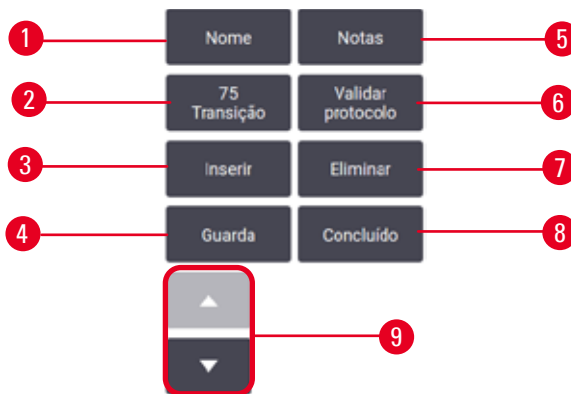 1
Nome
Notas
5
2
75
Transição
Validar
protocolo
6
3
Inserir
Eliminar
7
4
Guarda
Concluído
8
9